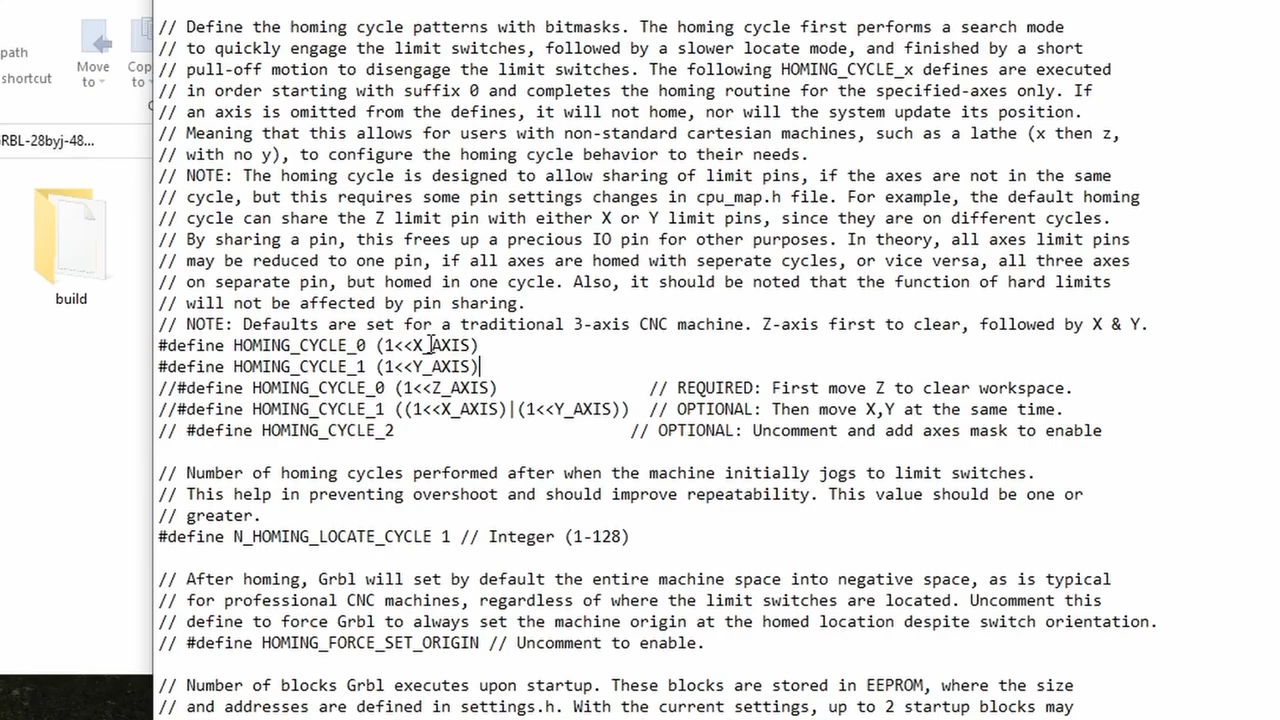 path
shortcut
Move
to
Cop
to
GRBL-28byj-48...
build
// Define the homing cycle patterns with bitmasks. The homing cycle first performs a search mode
// to quickly engage the limit switches, followed by a slower locate mode, and finished by a short
// pull-off motion to disengage the limit switches. The following HOMING_CYCLE_x defines are executed
// in order starting with suffix 0 and completes the homing routine for the specified-axes only. If
// an axis is omitted from the defines, it will not home, nor will the system update its position.
// Meaning that this allows for users with non-standard cartesian machines, such as a lathe (x then z,
// with no y), to configure the homing cycle behavior to their needs.
// NOTE: The homing cycle is designed to allow sharing of limit pins, if the axes are not in the same
// cycle, but this requires some pin settings changes in cpu_map.h file. For example, the default homing
// cycle can share the Z limit pin with either X or Y limit pins, since they are on different cycles.
// By sharing a pin, this frees up a precious IO pin for other purposes. In theory, all axes limit pins
// may be reduced to one pin, if all axes are homed with seperate cycles, or vice versa, all three axes
// on separate pin, but homed in one cycle. Also, it should be noted that the function of hard limits
// will not be affected by pin sharing.
// NOTE: Defaults are set for a traditional 3-axis CNC machine. Z-axis first to clear, followed by X & Y.
#define HOMING_CYCLE_0 (1<<X_AXIS)
#define HOMING_CYCLE_1 (1<<Y_AXIS)
//#define HOMING_CYCLE_0 (1<<Z_AXIS)                // REQUIRED: First move Z to clear workspace.
//#define HOMING_CYCLE_1 ((1<<X_AXIS)|(1<<Y_AXIS))  // OPTIONAL: Then move X,Y at the same time.
// #define HOMING_CYCLE_2                         // OPTIONAL: Uncomment and add axes mask to enable
// Number of homing cycles performed after when the machine initially jogs to limit switches.
// This help in preventing overshoot and should improve repeatability. This value should be one or
// greater.
#define N_HOMING_LOCATE_CYCLE 1 // Integer (1-128)
// After homing, Grbl will set by default the entire machine space into negative space, as is typical
// for professional CNC machines, regardless of where the limit switches are located. Uncomment this
// define to force Grbl to always set the machine origin at the homed location despite switch orientation.
// #define HOMING_FORCE_SET_ORIGIN // Uncomment to enable.
// Number of blocks Grbl executes upon startup. These blocks are stored in EEPROM, where the size
// and addresses are defined in settings.h. With the current settings, up to 2 startup blocks may